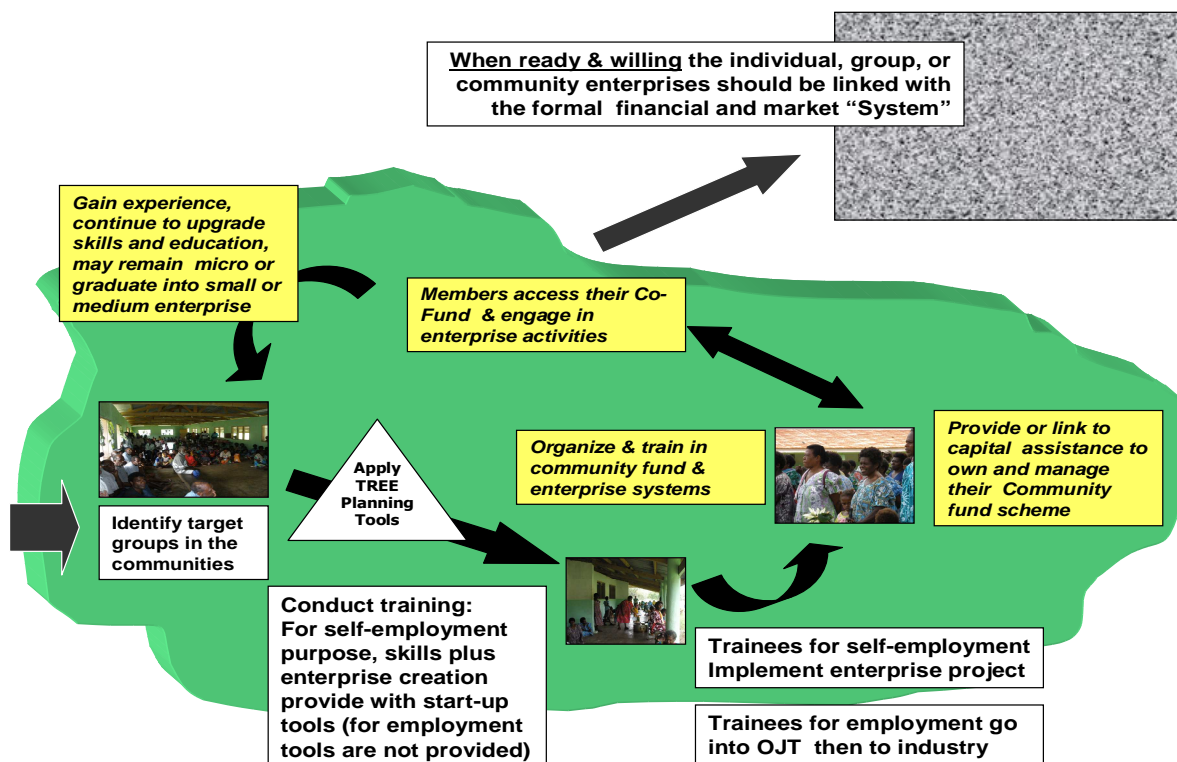 When ready & willing the individual, group, or
community enterprises should be linked with
the formal  financial and market “System”
Gain experience,
continue to upgrade
skills and education,
may remain  micro or
graduate into small or
medium enterprise
Members access their Co-
Fund  & engage in
enterprise activities
Organize & train in
community fund &
enterprise systems
Provide or link to
capital  assistance to
own and manage
their  Community
fund scheme
Apply
TREE
Planning
Tools
Identify target
groups in the
communities
Conduct training:
For self-employment
purpose, skills plus
enterprise creation
provide with start-up
tools (for employment
tools are not provided)
Trainees for self-employment
Implement enterprise project
Trainees for employment go
into OJT  then to industry